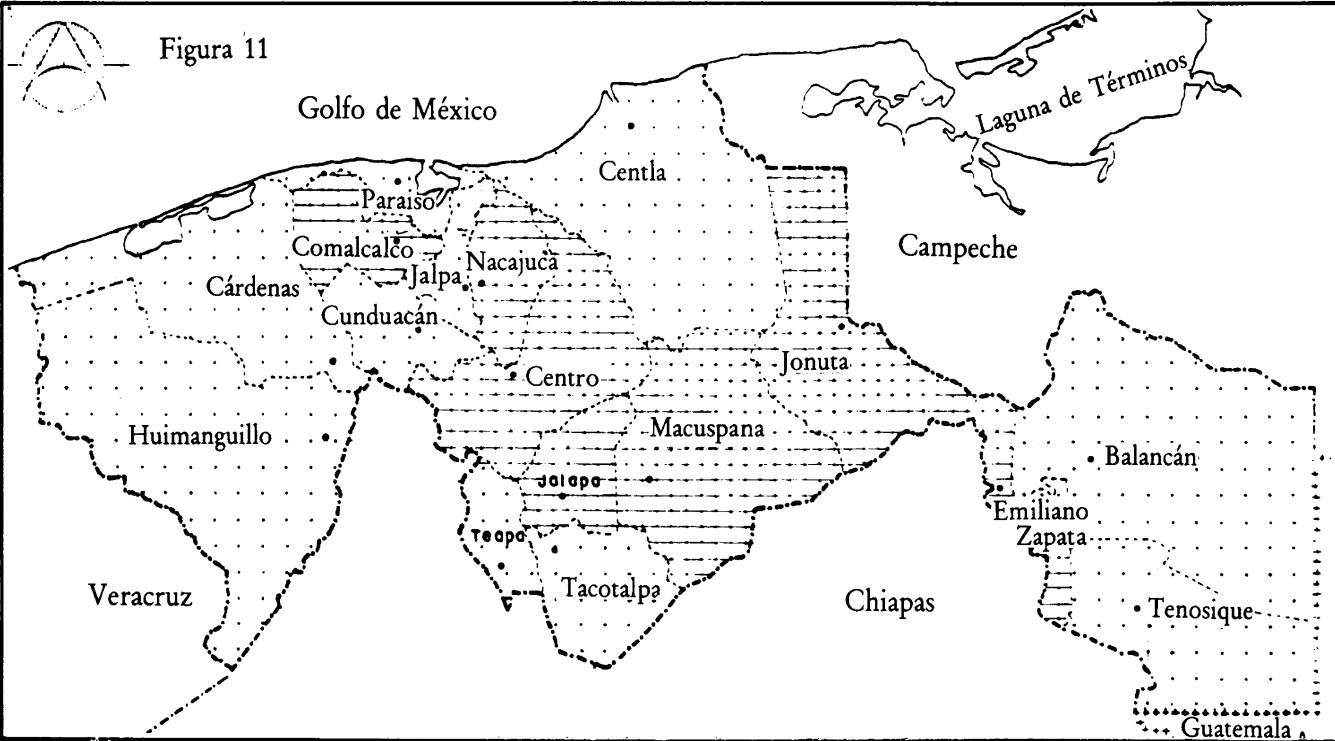 Figura 11
Golfo de México
Laguna de Términos
Centla
Paraíso
Comalcalco
Campeche
Nacajuca
Jalpa
Cárdenas
Cunduacán
Jonuta
Centro
Huimanguillo
Macuspana
Balancán
Jalapa
Emiliano
Zapata
Teapa
Tacotalpa
Veracruz
Chiapas
Tenosique
Guatemala